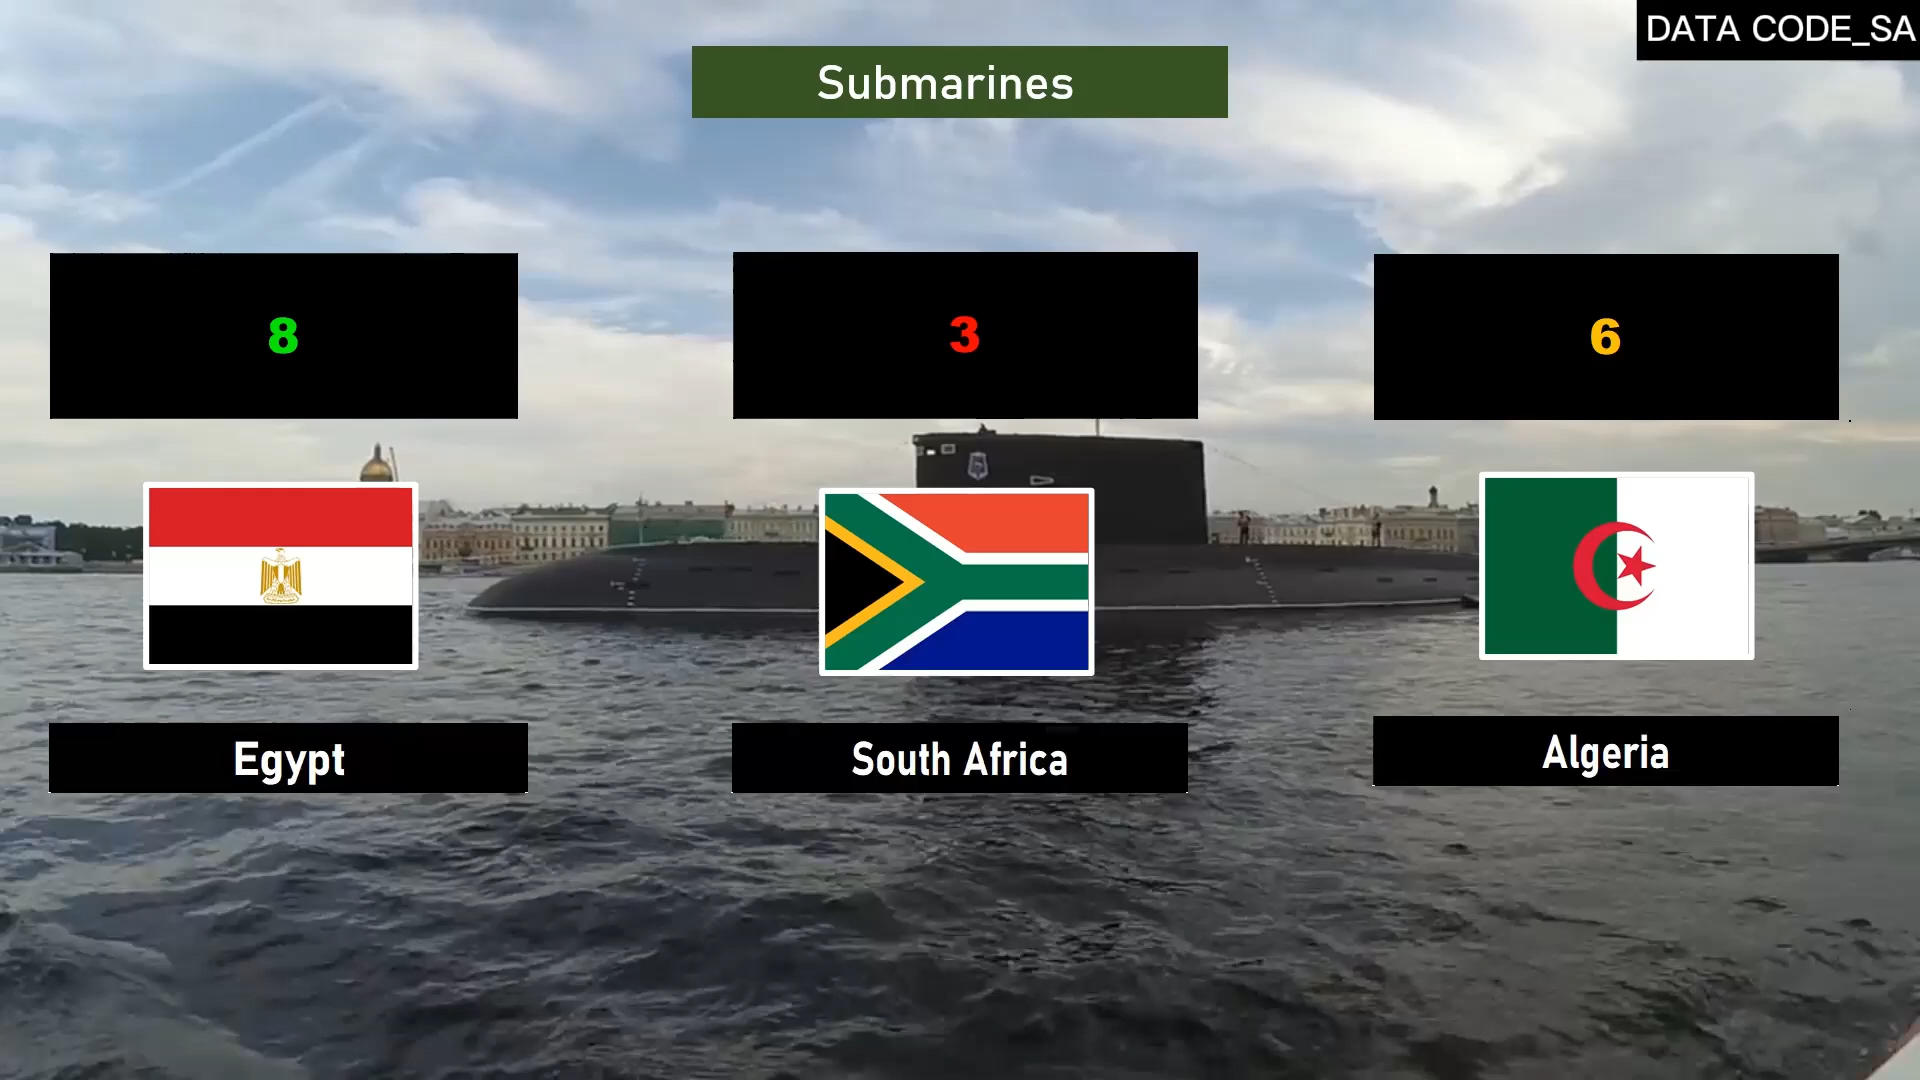 DATA CODE_SA
Submarines
8
3
6
Egypt
South Africa
Algeria